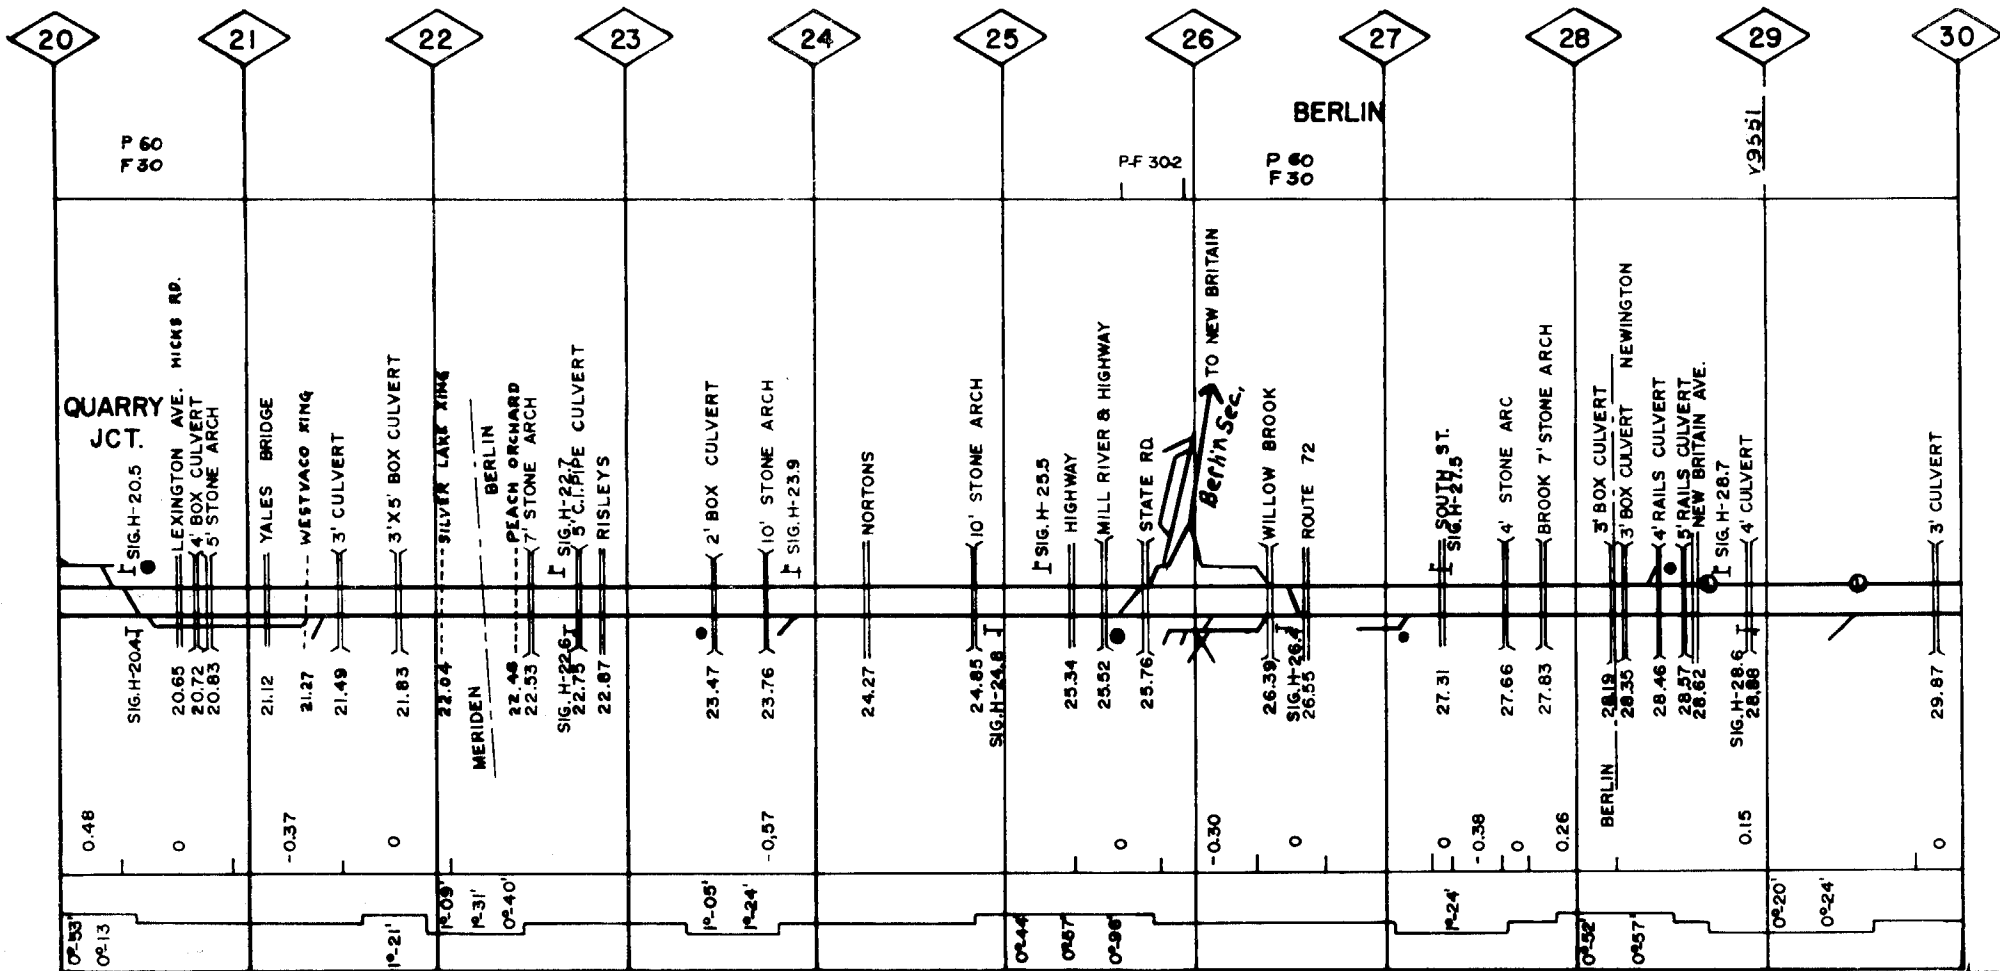 20
21
22
23
24
25
26
27
28
29
30
BERLIN
P 60
F 30
P-F 30-2
P 60
F 30
V9551
QUARRY
JCT.
SIG.H-20.5
LEXINGTON AVE. HICKS RD.
4' BOX CULVERT
5' STONE ARCH
YALES BRIDGE
WESTVACO XING
3' CULVERT
3'X5' BOX CULVERT
SILVER LAKE XING
BERLIN
PEACH ORCHARD
7' STONE ARCH
SIG.H-22.7
5' C.I.PIPE CULVERT
RISLEYS
2' BOX CULVERT
10' STONE ARCH
SIG.H-23.9
NORTONS
10' STONE ARCH
SIG.H-25.5
HIGHWAY
MILL RIVER & HIGHWAY
STATE RD.
TO NEW BRITAIN
Berlin Sec.
WILLOW BROOK
ROUTE 72
SOUTH ST.
SIG.H-27.5
4' STONE ARC
BROOK 7' STONE ARCH
3' BOX CULVERT
3' BOX CULVERT NEWINGTON
4' RAILS CULVERT
5' RAILS CULVERT
NEW BRITAIN AVE.
SIG.H-28.7
4' CULVERT
3' CULVERT
SIG.H-20.4
20.65
20.72
20.83
21.12
21.27
21.49
21.83
22.04
MERIDEN
22.48
22.53
SIG.H-22.6
22.75
22.87
23.47
23.76
24.27
24.85
SIG.H-24.8
25.34
25.52
25.76
26.39
SIG.H-26.4
26.55
27.31
27.66
27.83
28.19
BERLIN
28.35
28.46
28.57
28.62
SIG.H-28.6
28.88
29.87
0.48
0
-0.37
0
-0.57
0
-0.30
0
0
-0.38
0
0.26
0.15
0
0°-53'
0°-13
1°-21'
1°-09'
1°-31'
0°-40'
1°-05'
1°-24'
0°-44'
0°57'
1°-24'
0°-52'
0°-57'
0°-20'
0°-24'